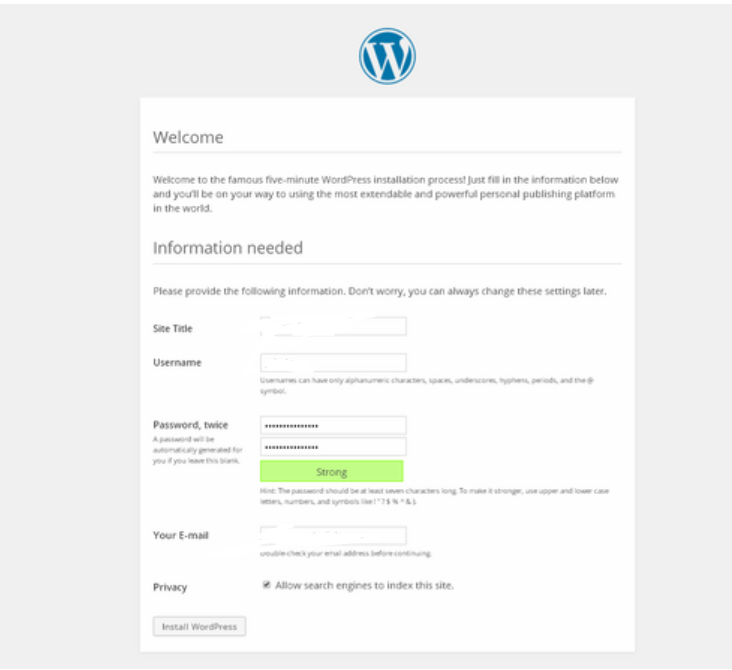 Welcome
Welcome to the famous five-minute WordPress installation process! Just fill in the information below
and you'll be on your way to using the most extendable and powerful personal publishing platform
in the world.
Information needed
Please provide the following information. Don't worry, you can always change these settings later.
Site Title
Username
Usernames can have only alphanumeric characters, spaces, underscores, hyphens, periods, and the @
symbol.
Password, twice
A password will be
automatically generated for
you if you leave this blank.
•••••••••••••••
•••••••••••••••
Strong
Hint: The password should be at least seven characters long. To make it stronger, use upper and lower case
letters, numbers, and symbols like ! " ? $ % ^ & ).
Your E-mail
Double-check your email address before continuing.
Privacy
Allow search engines to index this site.
Install WordPress